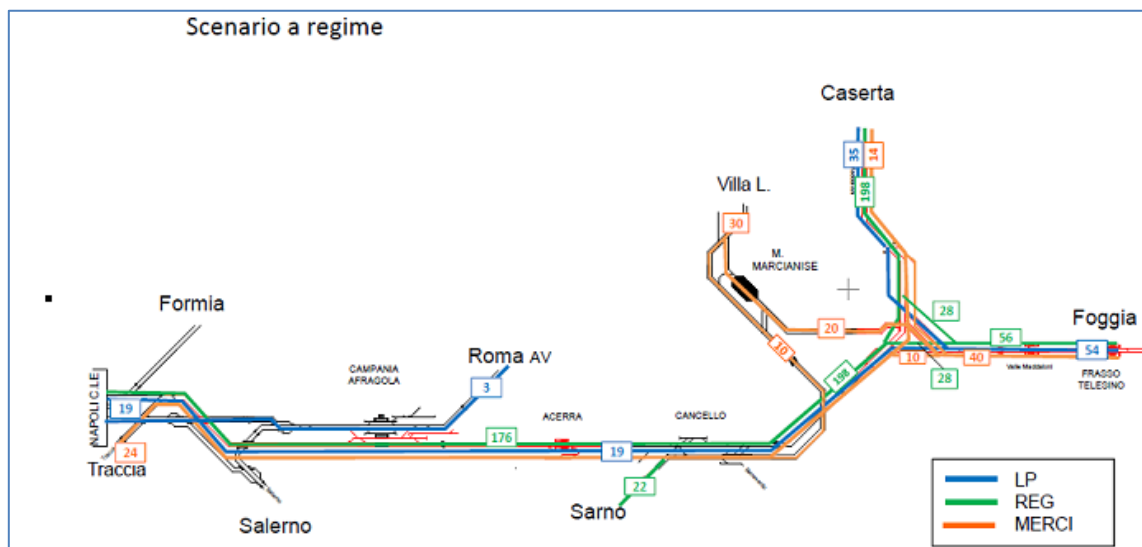 Scenario a regime
Caserta
35
14
198
Villa L.
30
M.
MARCIANISE
Formia
28
Foggia
20
56
Roma AV
10
10
40
54
CAMPANIA
AFRAGOLA
28
Valle Maddaloni
FRASSO
TELESINO
3
198
NAPOLI C.LE
19
ACERRA
CANCELLO
176
19
24
Traccia
22
Salerno
Sarno
LP
REG
MERCI